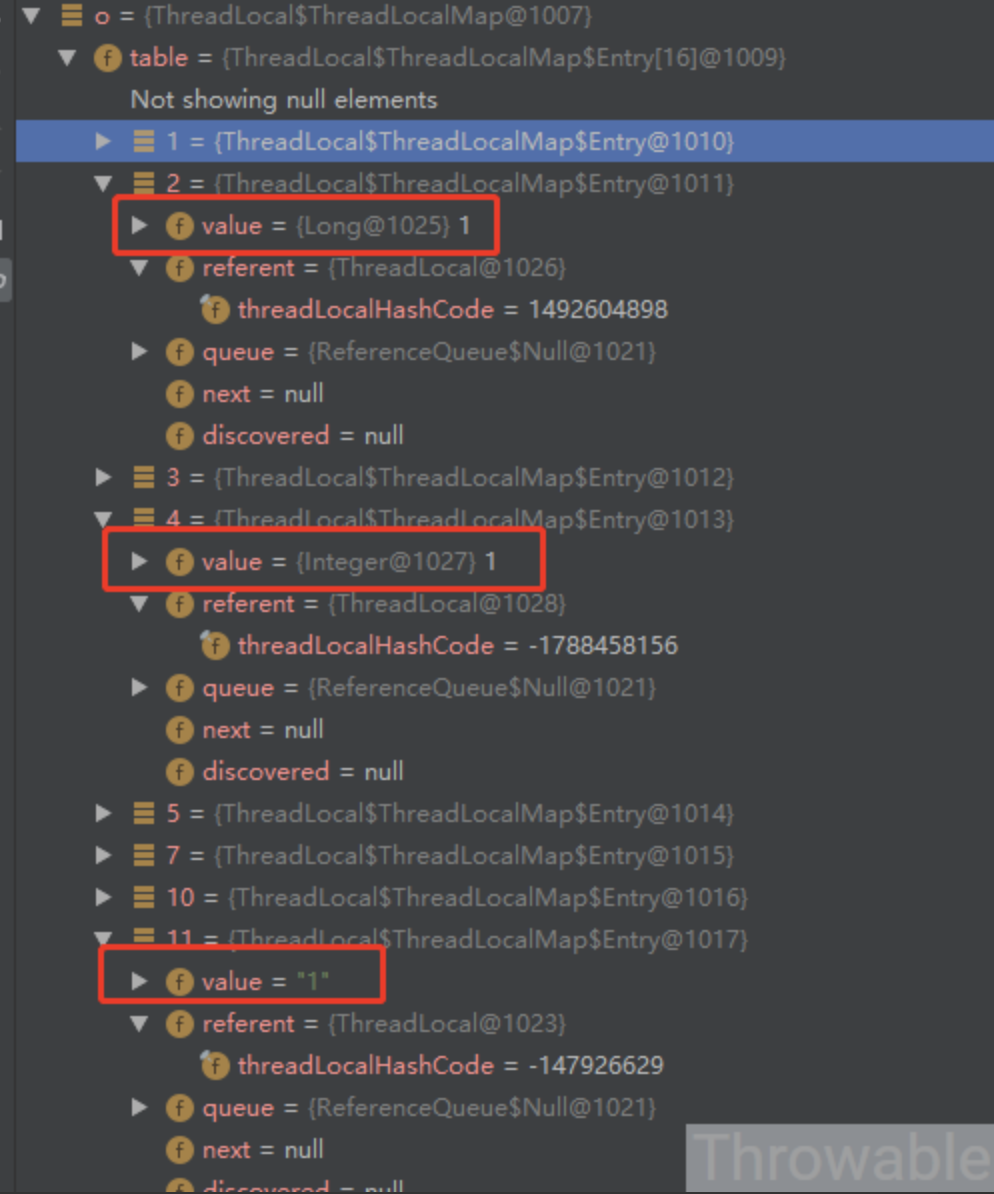 o = {ThreadLocal$ThreadLocalMap@1007}
f table = {ThreadLocal$ThreadLocalMap$Entry[16]@1009}
Not showing null elements
1 = {ThreadLocal$ThreadLocalMap$Entry@1010}
2 = {ThreadLocal$ThreadLocalMap$Entry@1011}
f value = {Long@1025} 1
f referent = {ThreadLocal@1026}
f threadLocalHashCode = 1492604898
f queue = {ReferenceQueue$Null@1021}
f next = null
f discovered = null
3 = {ThreadLocal$ThreadLocalMap$Entry@1012}
4 = {ThreadLocal$ThreadLocalMap$Entry@1013}
f value = {Integer@1027} 1
f referent = {ThreadLocal@1028}
f threadLocalHashCode = -1788458156
f queue = {ReferenceQueue$Null@1021}
f next = null
f discovered = null
5 = {ThreadLocal$ThreadLocalMap$Entry@1014}
7 = {ThreadLocal$ThreadLocalMap$Entry@1015}
10 = {ThreadLocal$ThreadLocalMap$Entry@1016}
11 = {ThreadLocal$ThreadLocalMap$Entry@1017}
f value = "1"
f referent = {ThreadLocal@1023}
f threadLocalHashCode = -147926629
f queue = {ReferenceQueue$Null@1021}
f next = null
f discovered = null
Throwable